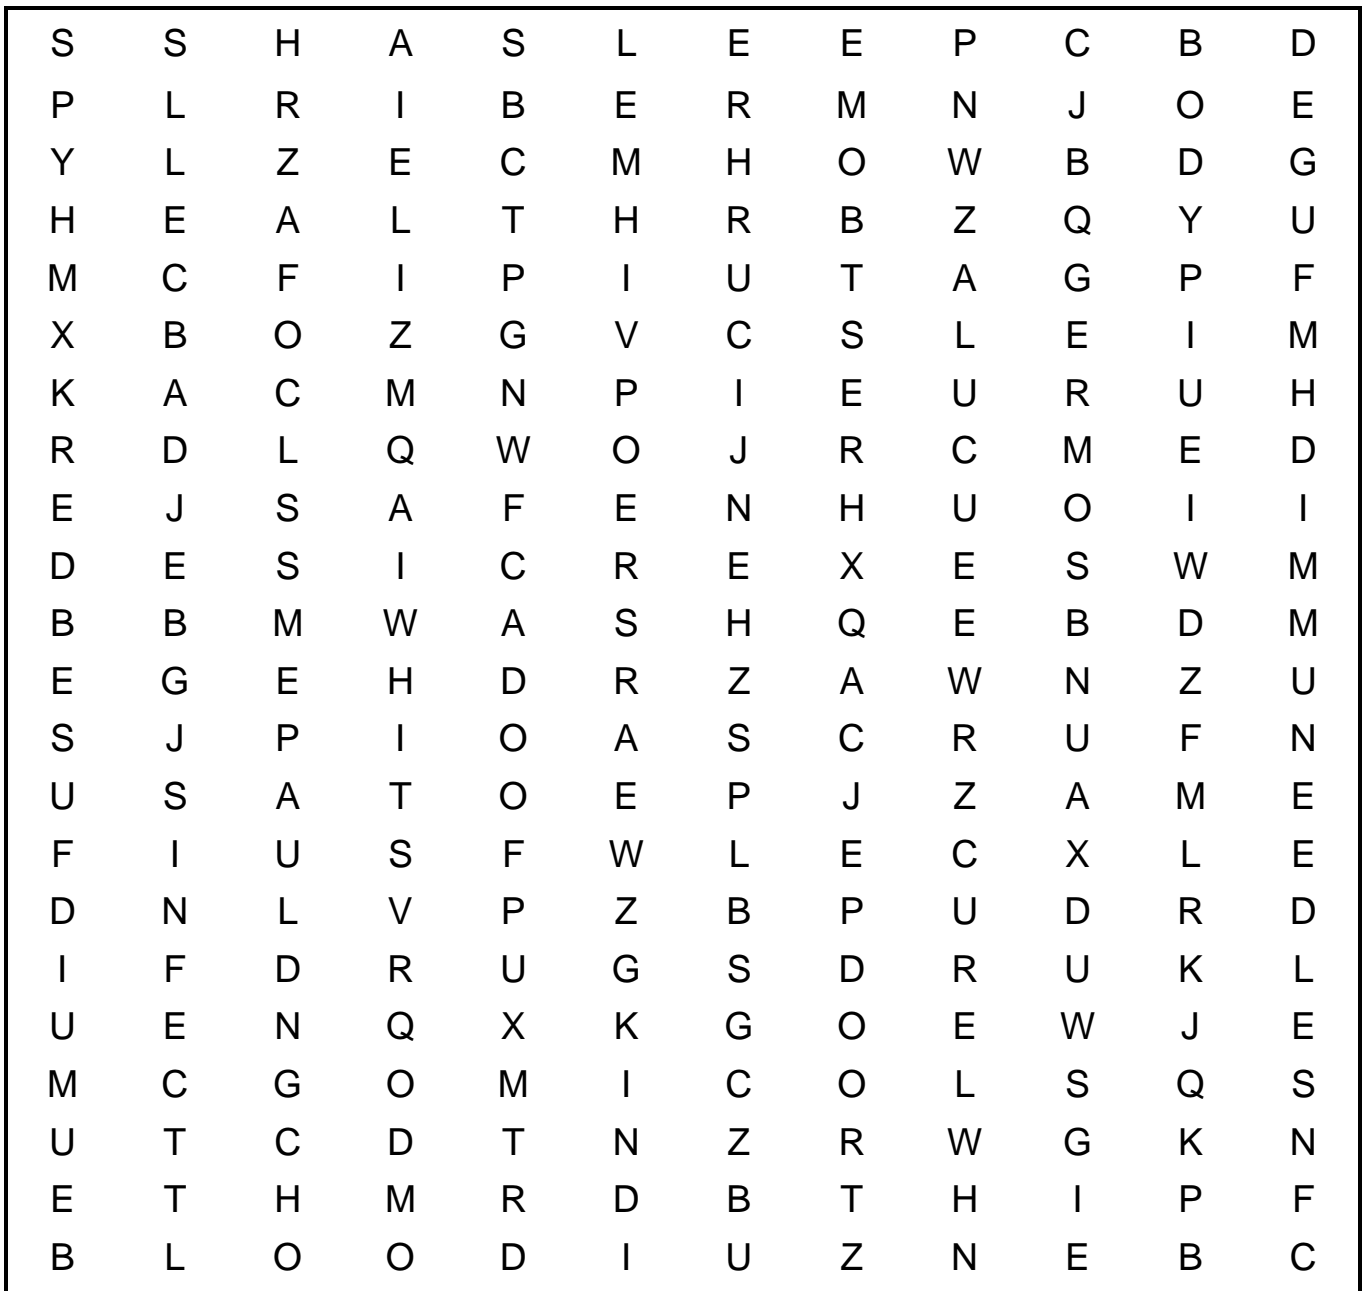 S S H A S L E E P C B D
P L R I B E R M N J O E
Y L Z E C M H O W B D G
H E A L T H R B Z Q Y U
M C F I P I U T A G P F
X B O Z G V C S L E I M
K A C M N P I E U R U H
R D L Q W O J R C M E D
E J S A F E N H U O I I
D E S I C R E X E S W M
B B M W A S H Q E B D M
E G E H D R Z A W N Z U
S J P I O A S C R U F N
U S A T O E P J Z A M E
F I U S F W L E C X L E
D N L V P Z B P U D R D
I F D R U G S D R U K L
U E N Q X K G O E W J E
M C G O M I C O L S Q S
U T C D T N Z R W G K N
E T H M R D B T H I P F
B L O O D I U Z N E B C